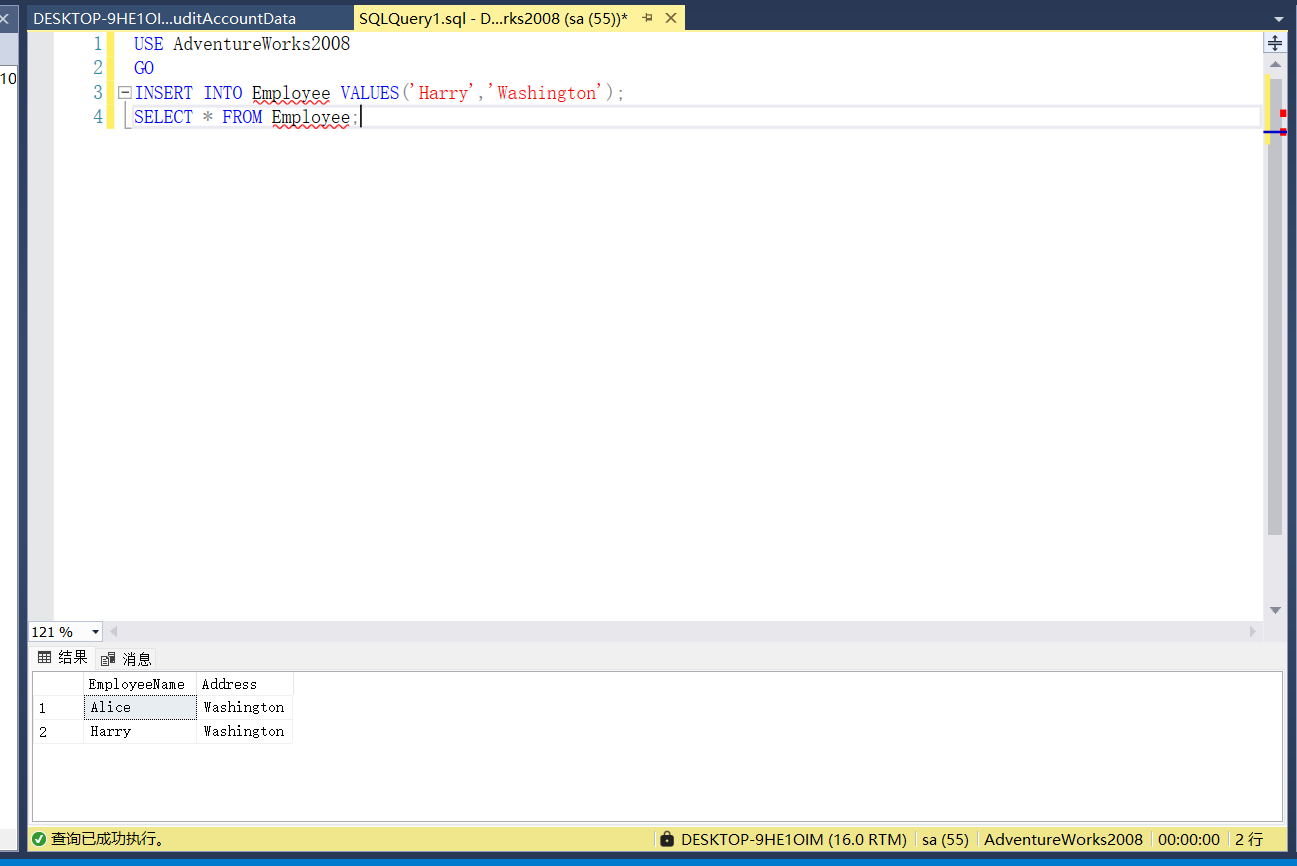 DESKTOP-9HE1OI...uditAccountData
SQLQuery1.sql - D...rks2008 (sa (55))*
10
1 USE AdventureWorks2008
2 GO
3 INSERT INTO Employee VALUES('Harry','Washington');
4 SELECT * FROM Employee;
121 %
结果 消息
EmployeeName Address
1 Alice Washington
2 Harry Washington
查询已成功执行。 DESKTOP-9HE1OIM (16.0 RTM) sa (55) AdventureWorks2008 00:00:00 2 行